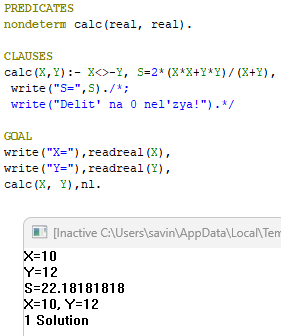 PREDICATES
nondeterm calc(real, real).
CLAUSES
calc(X,Y):- X<>-Y, S=2*(X*X+Y*Y)/(X+Y),
write("S=",S)./*;
write("Delit' na 0 nel'zya!").*/
GOAL
write("X="),readreal(X),
write("Y="),readreal(Y),
calc(X, Y),nl.
[Inactive C:\Users\savin\AppData\Local\Tem
X=10
Y=12
S=22.18181818
X=10, Y=12
1 Solution